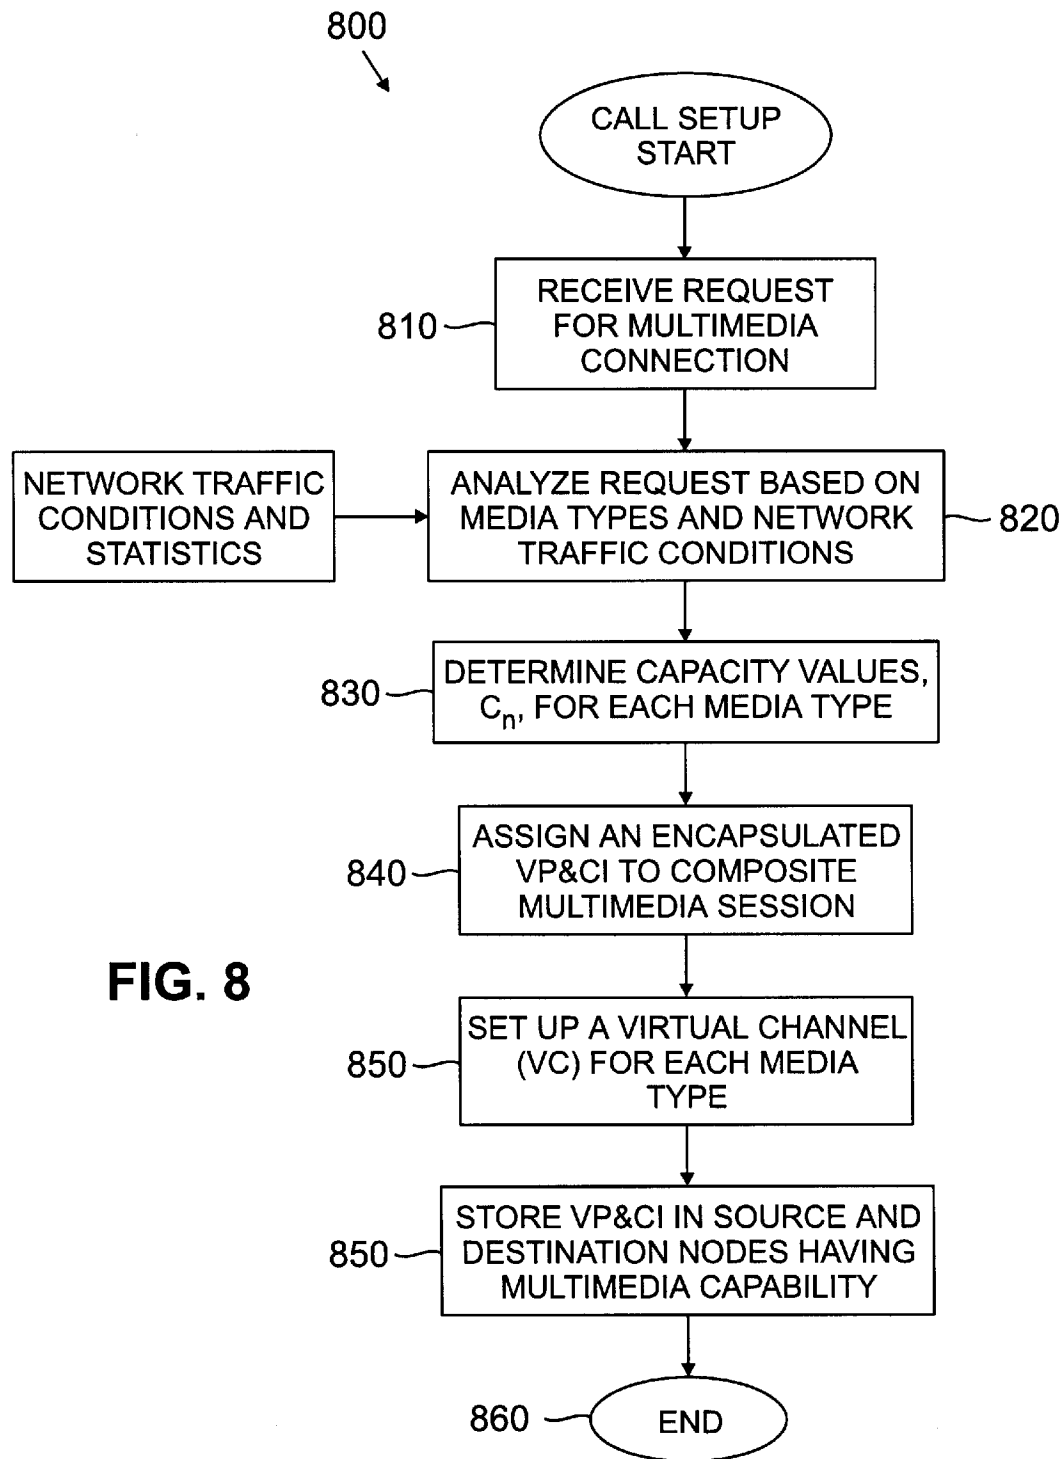 800
CALL SETUP
START
810
RECEIVE REQUEST
FOR MULTIMEDIA
CONNECTION
NETWORK TRAFFIC
CONDITIONS AND
STATISTICS
ANALYZE REQUEST BASED ON
MEDIA TYPES AND NETWORK
TRAFFIC CONDITIONS
820
830
DETERMINE CAPACITY VALUES,
Cn, FOR EACH MEDIA TYPE
840
ASSIGN AN ENCAPSULATED
VP&CI TO COMPOSITE
MULTIMEDIA SESSION
FIG. 8
850
SET UP A VIRTUAL CHANNEL
(VC) FOR EACH MEDIA
TYPE
850
STORE VP&CI IN SOURCE AND
DESTINATION NODES HAVING
MULTIMEDIA CAPABILITY
860
END